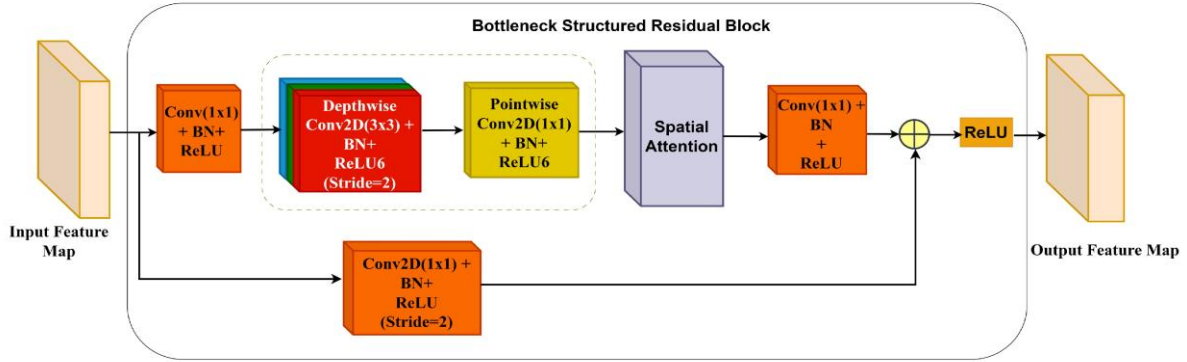 Bottleneck Structured Residual Block
Conv(1x1)
+ BN+
ReLU
Depthwise
Conv2D(3x3) +
BN+
ReLU6
(Stride=2)
Pointwise
Conv2D(1x1)
+ BN+
ReLU6
Spatial
Attention
Conv(1x1) +
BN
+
ReLU
ReLU
Input Feature
Map
Conv2D(1x1) +
BN+
ReLU
(Stride=2)
Output Feature Map